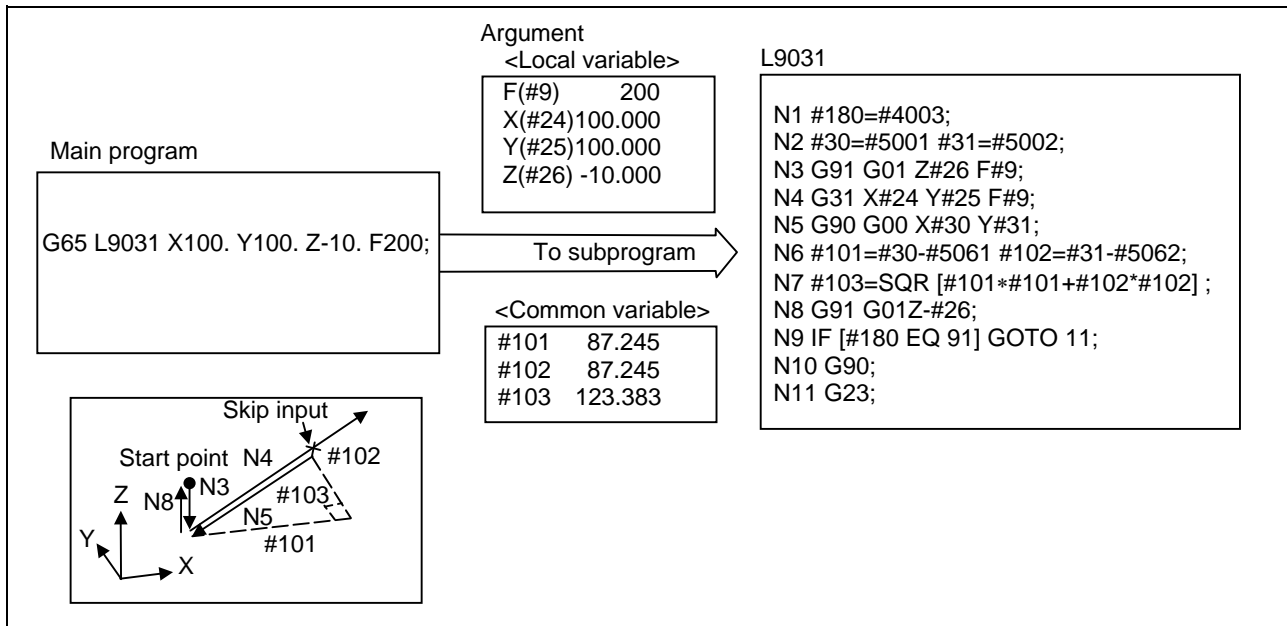 Main program
G65 L9031 X100. Y100. Z-10. F200;
Argument
<Local variable>
F(#9) 200
X(#24)100.000
Y(#25)100.000
Z(#26) -10.000
To subprogram
<Common variable>
#101 87.245
#102 87.245
#103 123.383
L9031
N1 #180=#4003;
N2 #30=#5001 #31=#5002;
N3 G91 G01 Z#26 F#9;
N4 G31 X#24 Y#25 F#9;
N5 G90 G00 X#30 Y#31;
N6 #101=#30-#5061 #102=#31-#5062;
N7 #103=SQR [#101∗#101+#102*#102] ;
N8 G91 G01Z-#26;
N9 IF [#180 EQ 91] GOTO 11;
N10 G90;
N11 G23;
Skip input
Start point N4 #102
Z N8 N3 #103
N5
Y #101
X